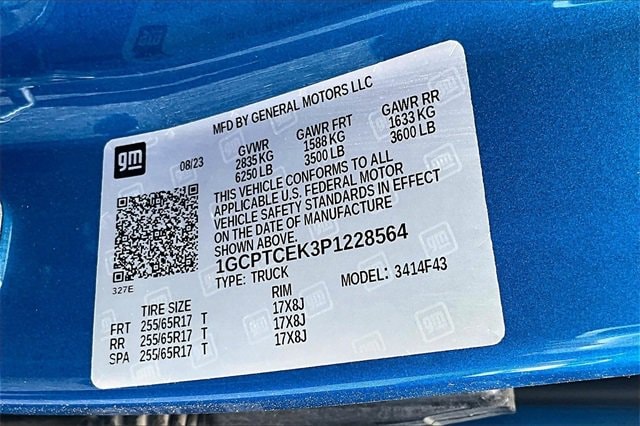 MFD BY GENERAL MOTORS LLC
gm
08/23
GVWR GAWR FRT GAWR RR
2835 KG 1588 KG 1633 KG
6250 LB 3500 LB 3600 LB
THIS VEHICLE CONFORMS TO ALL
APPLICABLE U.S. FEDERAL MOTOR
VEHICLE SAFETY STANDARDS IN EFFECT
ON THE DATE OF MANUFACTURE
SHOWN ABOVE.
1GCPTCEK3P1228564
327E
TYPE: TRUCK MODEL: 3414F43
TIRE SIZE RIM
FRT 255/65R17 T 17X8J
RR 255/65R17 T 17X8J
SPA 255/65R17 T 17X8J